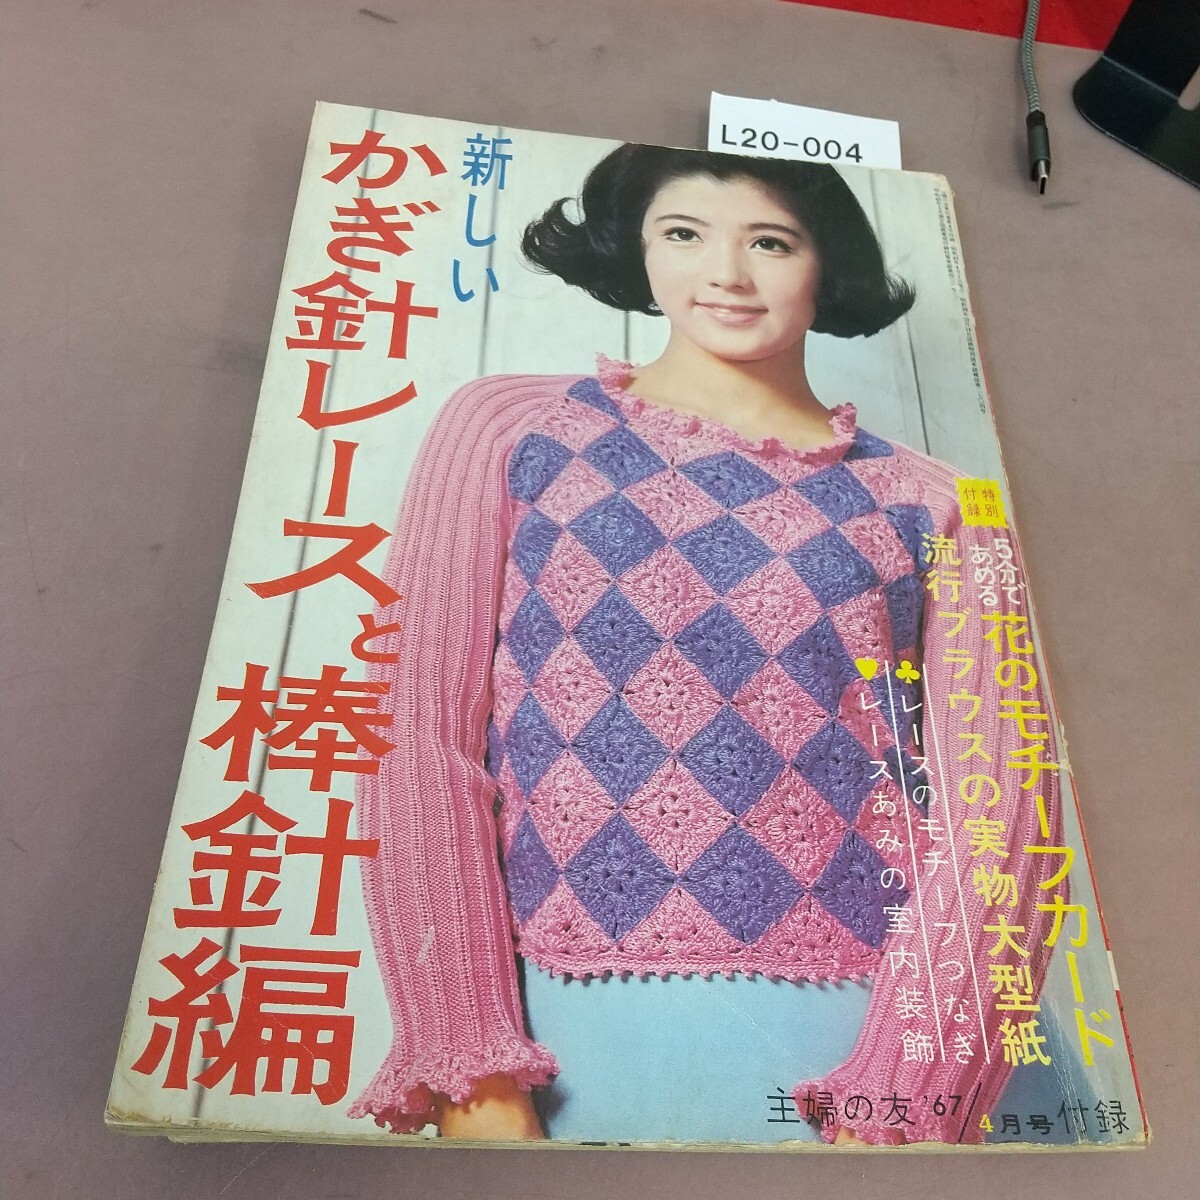 L20-004
新しい
かぎ針レースと棒針編
特別
付録
5分で
あめる
花のモチーフカード
流行ブラウスの実物大型紙
♣レースのモチーフつなぎ
♥レースあみの室内装飾
主婦の友 '67/4月号付録